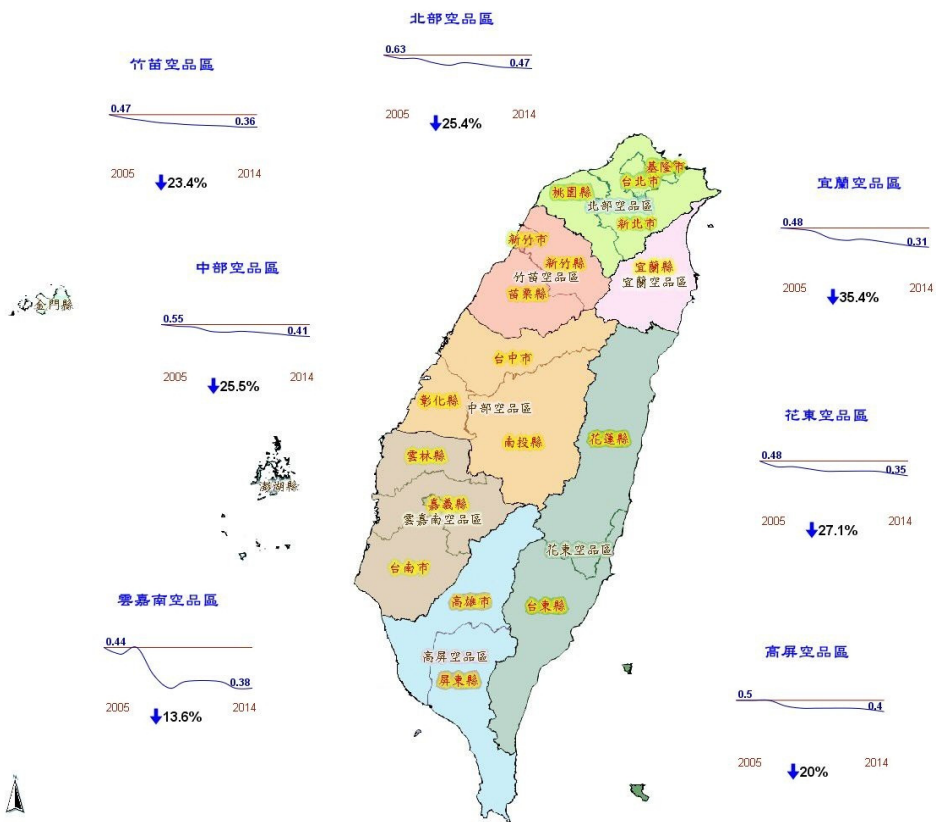 北部空品區
0.63
0.47
2005
2014
25.4%
竹苗空品區
0.47
0.36
2005
2014
23.4%
宜蘭空品區
0.48
0.31
2005
2014
35.4%
中部空品區
0.55
0.41
2005
2014
25.5%
花東空品區
0.48
0.35
2005
2014
27.1%
雲嘉南空品區
0.44
0.38
2005
2014
13.6%
高屏空品區
0.5
0.4
2005
2014
20%
基隆市
台北市
桃園縣
北部空品區
新北市
新竹市
新竹縣
竹苗空品區
苗栗縣
宜蘭縣
宜蘭空品區
金門縣
台中市
彰化縣
中部空品區
南投縣
花蓮縣
雲林縣
澎湖縣
嘉義縣
雲嘉南空品區
花東空品區
台南市
高雄市
台東縣
高屏空品區
屏東縣